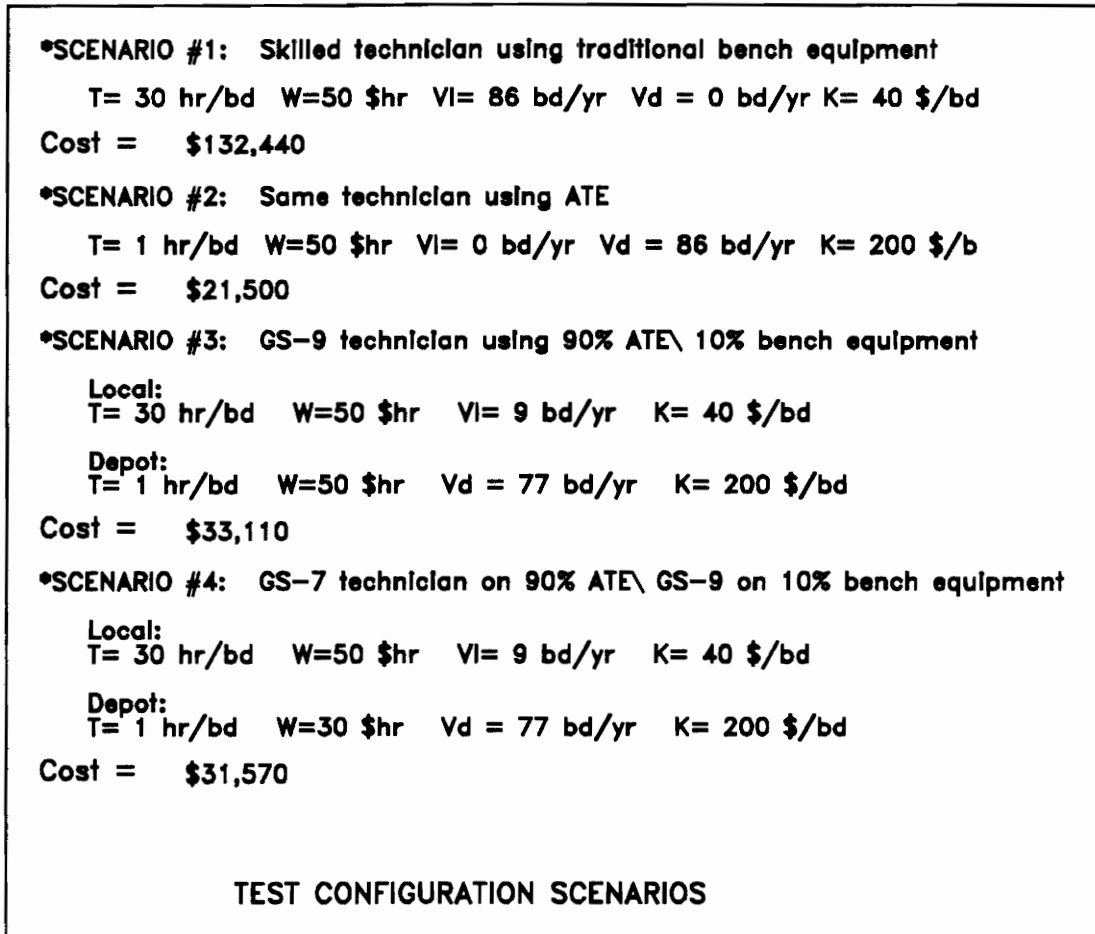 *SCENARIO #1: Skilled technician using traditional bench equipment
T= 30 hr/bd W=50 $hr Vl= 86 bd/yr Vd = 0 bd/yr K= 40 $/bd
Cost = $132,440
*SCENARIO #2: Same technician using ATE
T= 1 hr/bd W=50 $hr Vl= 0 bd/yr Vd = 86 bd/yr K= 200 $/b
Cost = $21,500
*SCENARIO #3: GS-9 technician using 90% ATE\ 10% bench equipment
Local:
T= 30 hr/bd W=50 $hr Vl= 9 bd/yr K= 40 $/bd
Depot:
T= 1 hr/bd W=50 $hr Vd = 77 bd/yr K= 200 $/bd
Cost = $33,110
*SCENARIO #4: GS-7 technician on 90% ATE\ GS-9 on 10% bench equipment
Local:
T= 30 hr/bd W=50 $hr Vl= 9 bd/yr K= 40 $/bd
Depot:
T= 1 hr/bd W=30 $hr Vd = 77 bd/yr K= 200 $/bd
Cost = $31,570
TEST CONFIGURATION SCENARIOS